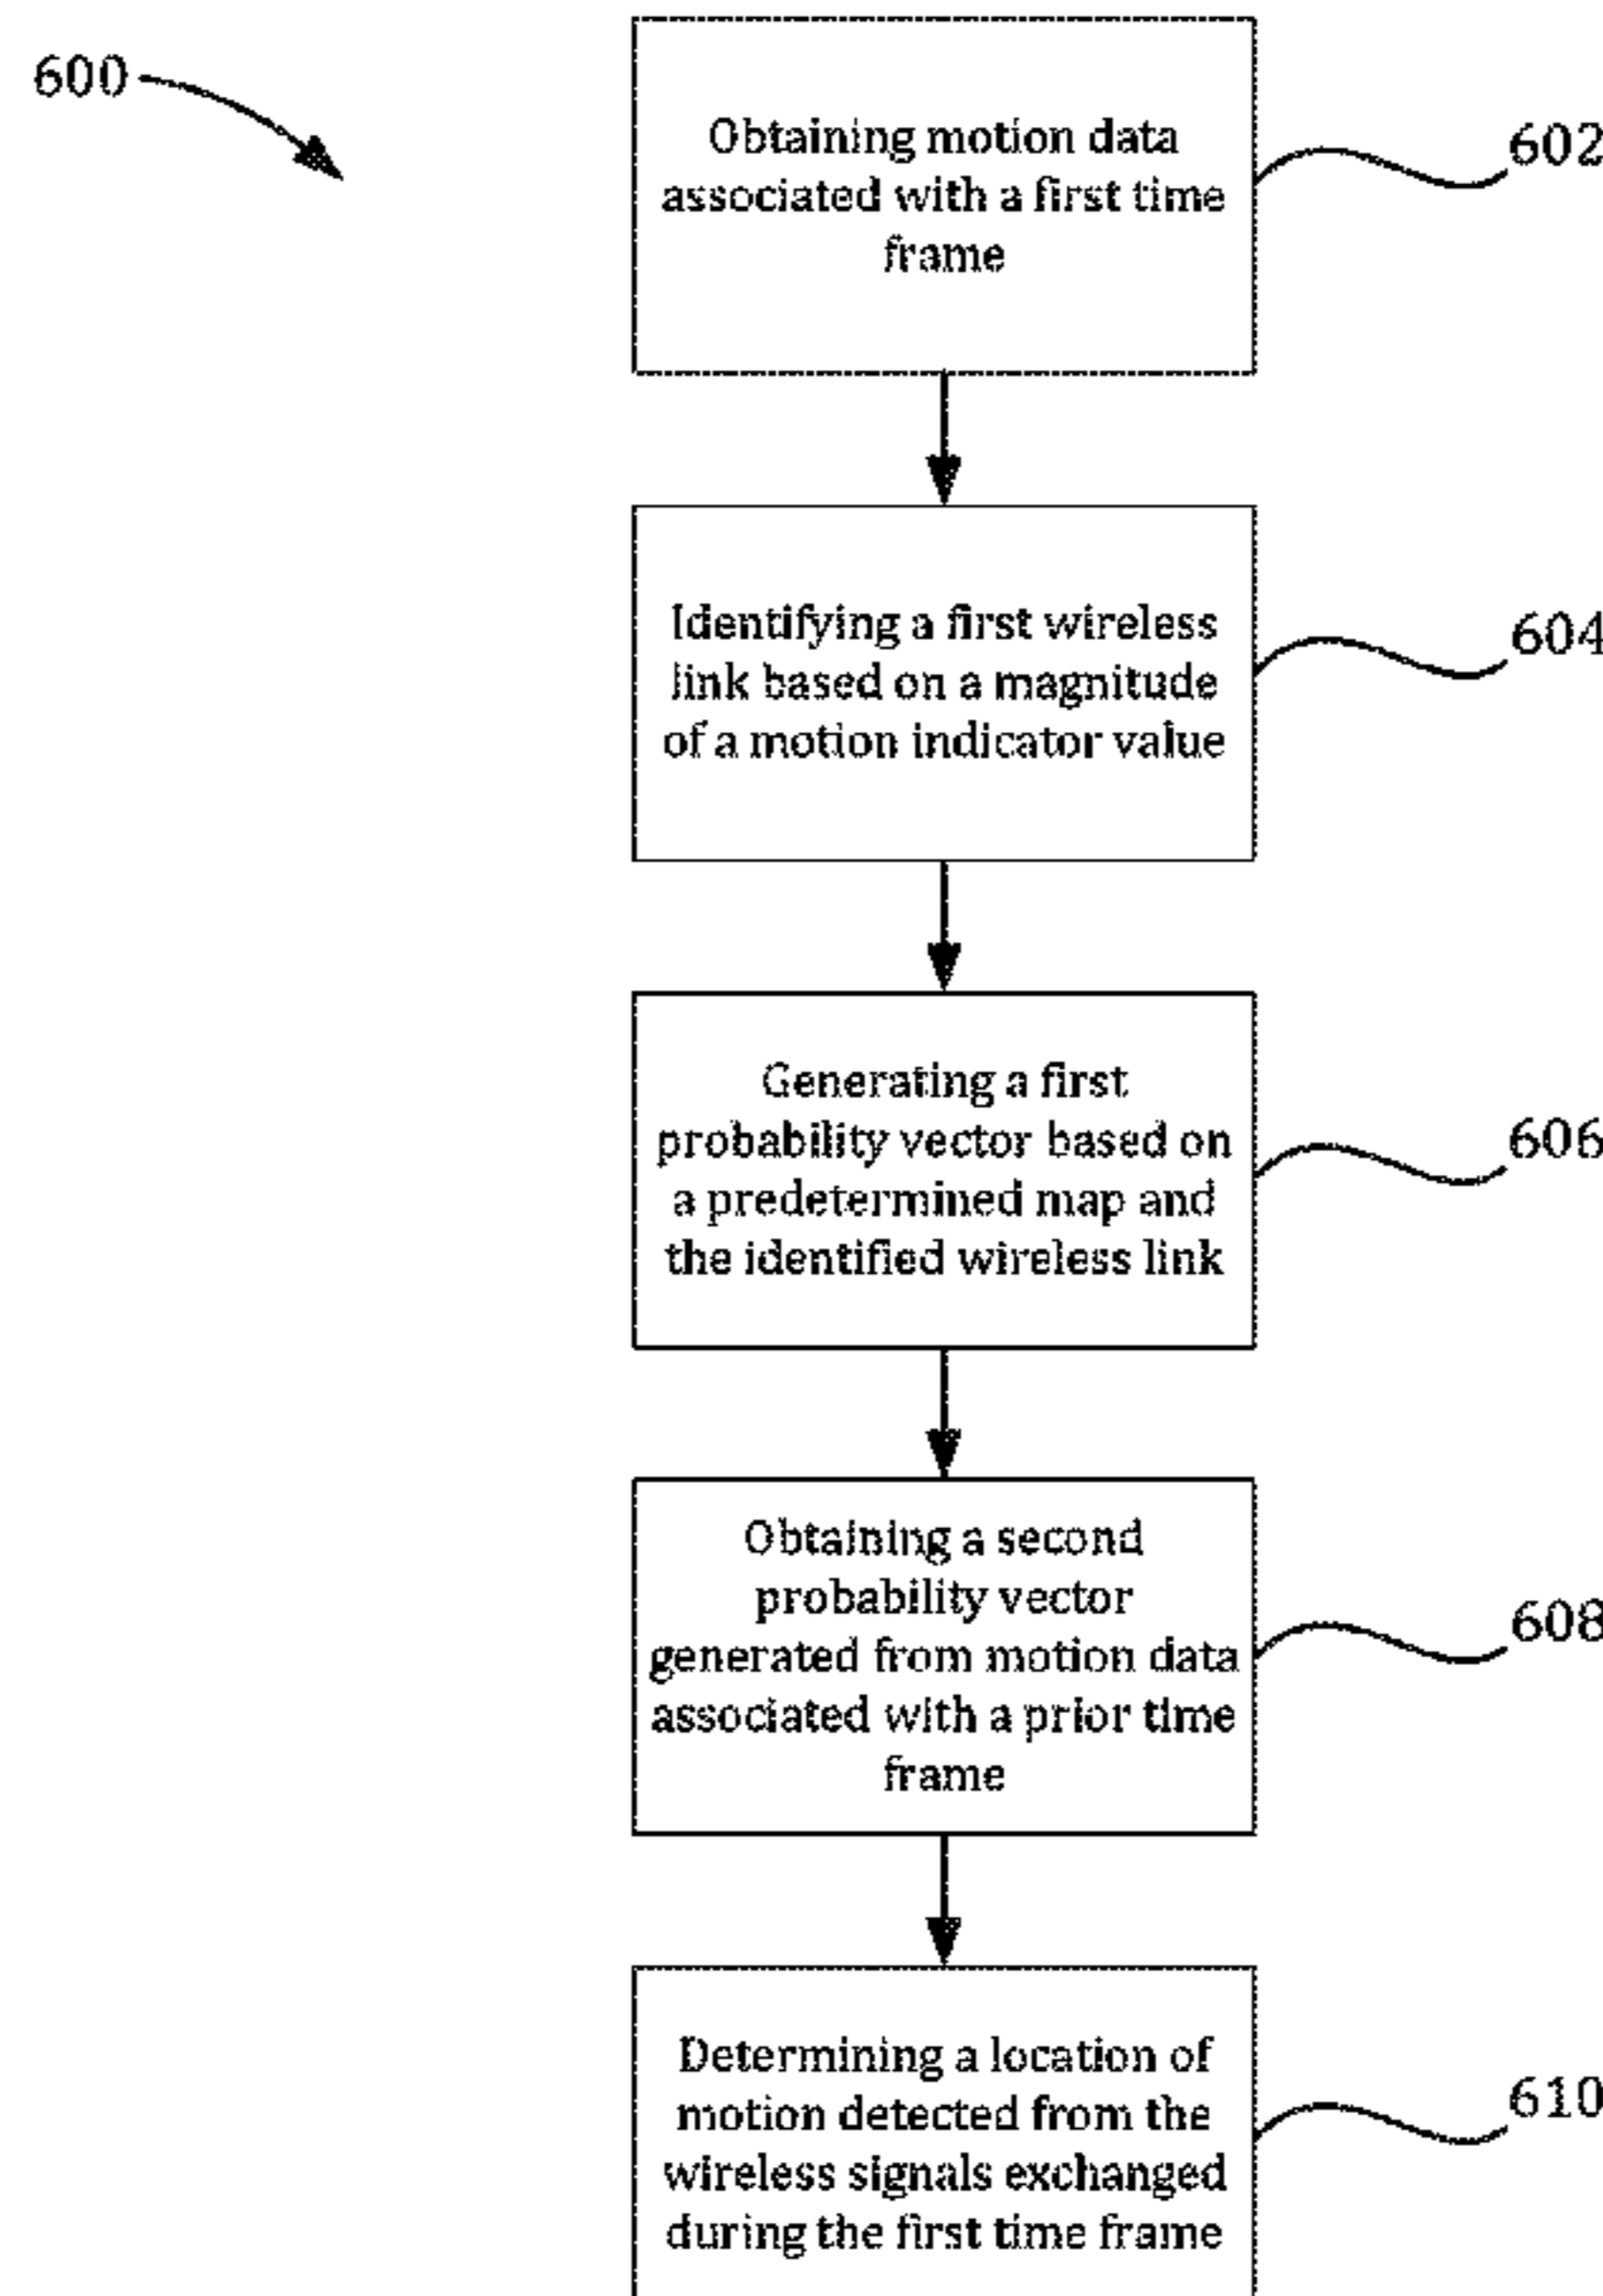 600
Obtaining motion data
associated with a first time
frame
602
Identifying a first wireless
link based on a magnitude
of a motion indicator value
604
Generating a first
probability vector based on
a predetermined map and
the identified wireless link
606
Obtaining a second
probability vector
generated from motion data
associated with a prior time
frame
608
Determining a location of
motion detected from the
wireless signals exchanged
during the first time frame
610